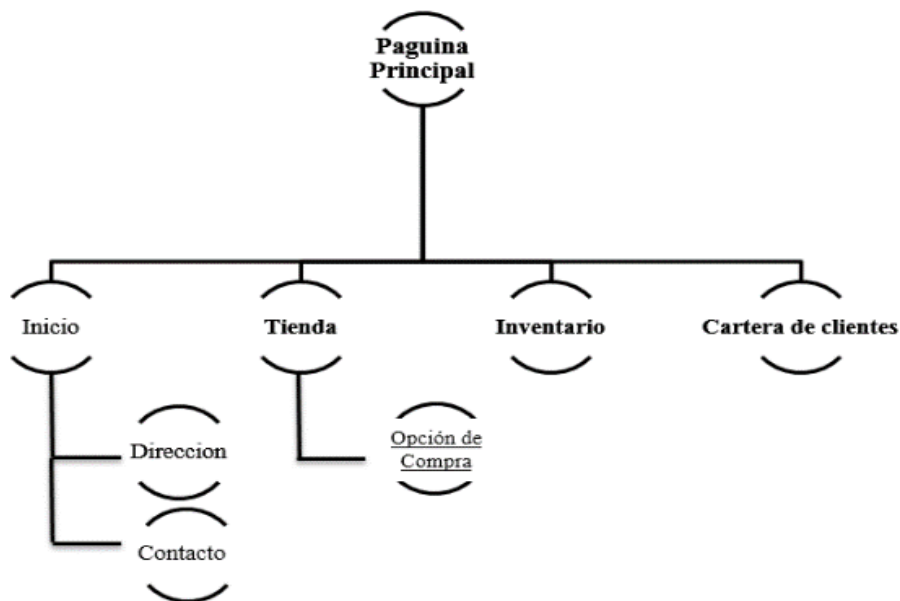 Paguina
Principal
Inicio
Tienda
Inventario
Cartera de clientes
Direccion
Opción de
Compra
Contacto